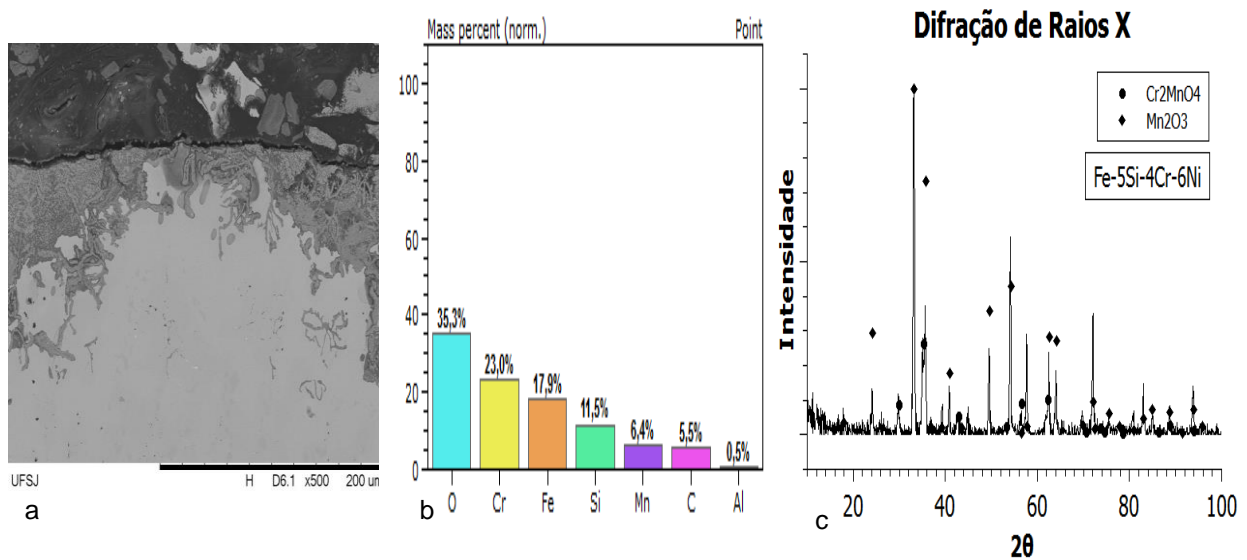 UFSJ H D6.1 x500 200 um
a
Mass percent (norm.) Point
100
80
60
40
20
0
35,3%
23,0%
17,9%
11,5%
6,4%
5,5%
0,5%
O Cr Fe Si Mn C Al
b
Difração de Raios X
Cr2MnO4
Mn2O3
Fe-5Si-4Cr-6Ni
Intensidade
20 40 60 80 100
2θ
c